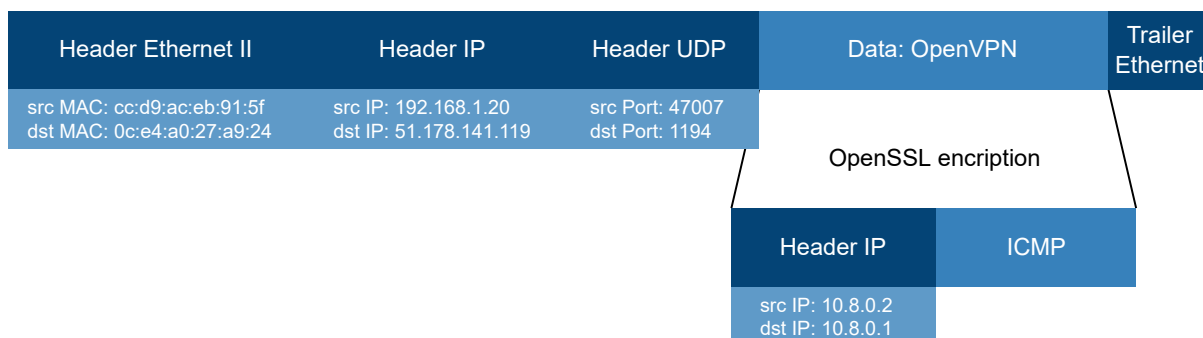 Header Ethernet II
Header IP
Header UDP
Data: OpenVPN
Trailer
Ethernet
src MAC: cc:d9:ac:eb:91:5f
dst MAC: 0c:e4:a0:27:a9:24
src IP: 192.168.1.20
dst IP: 51.178.141.119
src Port: 47007
dst Port: 1194
OpenSSL encription
Header IP
ICMP
src IP: 10.8.0.2
dst IP: 10.8.0.1